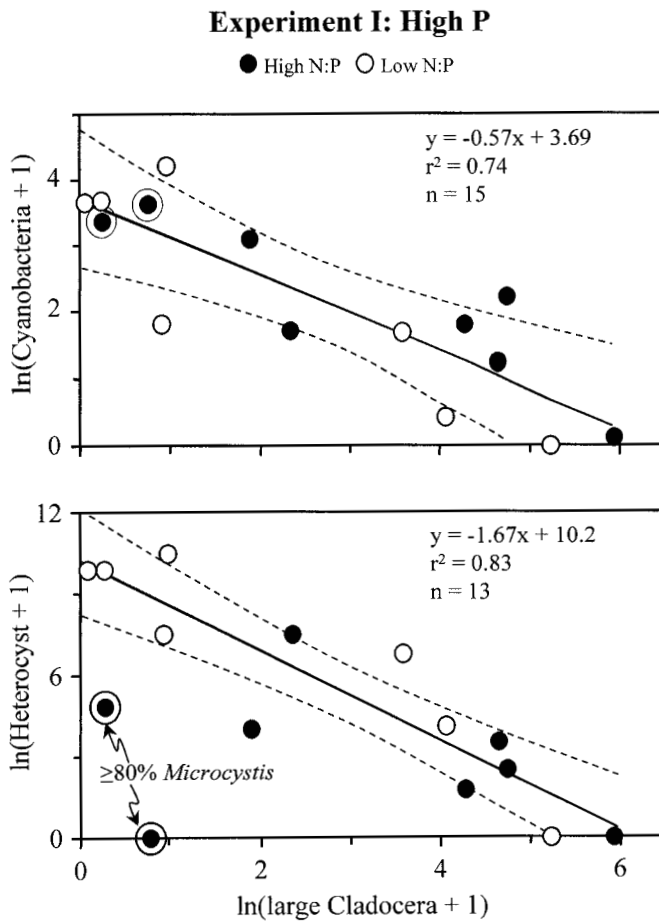 Experiment I: High P
● High N:P ○ Low N:P
ln(Cyanobacteria + 1)
4
2
0
y = -0.57x + 3.69
r² = 0.74
n = 15
ln(Heterocyst + 1)
12
6
0
y = -1.67x + 10.2
r² = 0.83
n = 13
≥80% Microcystis
0
2
4
6
ln(large Cladocera + 1)